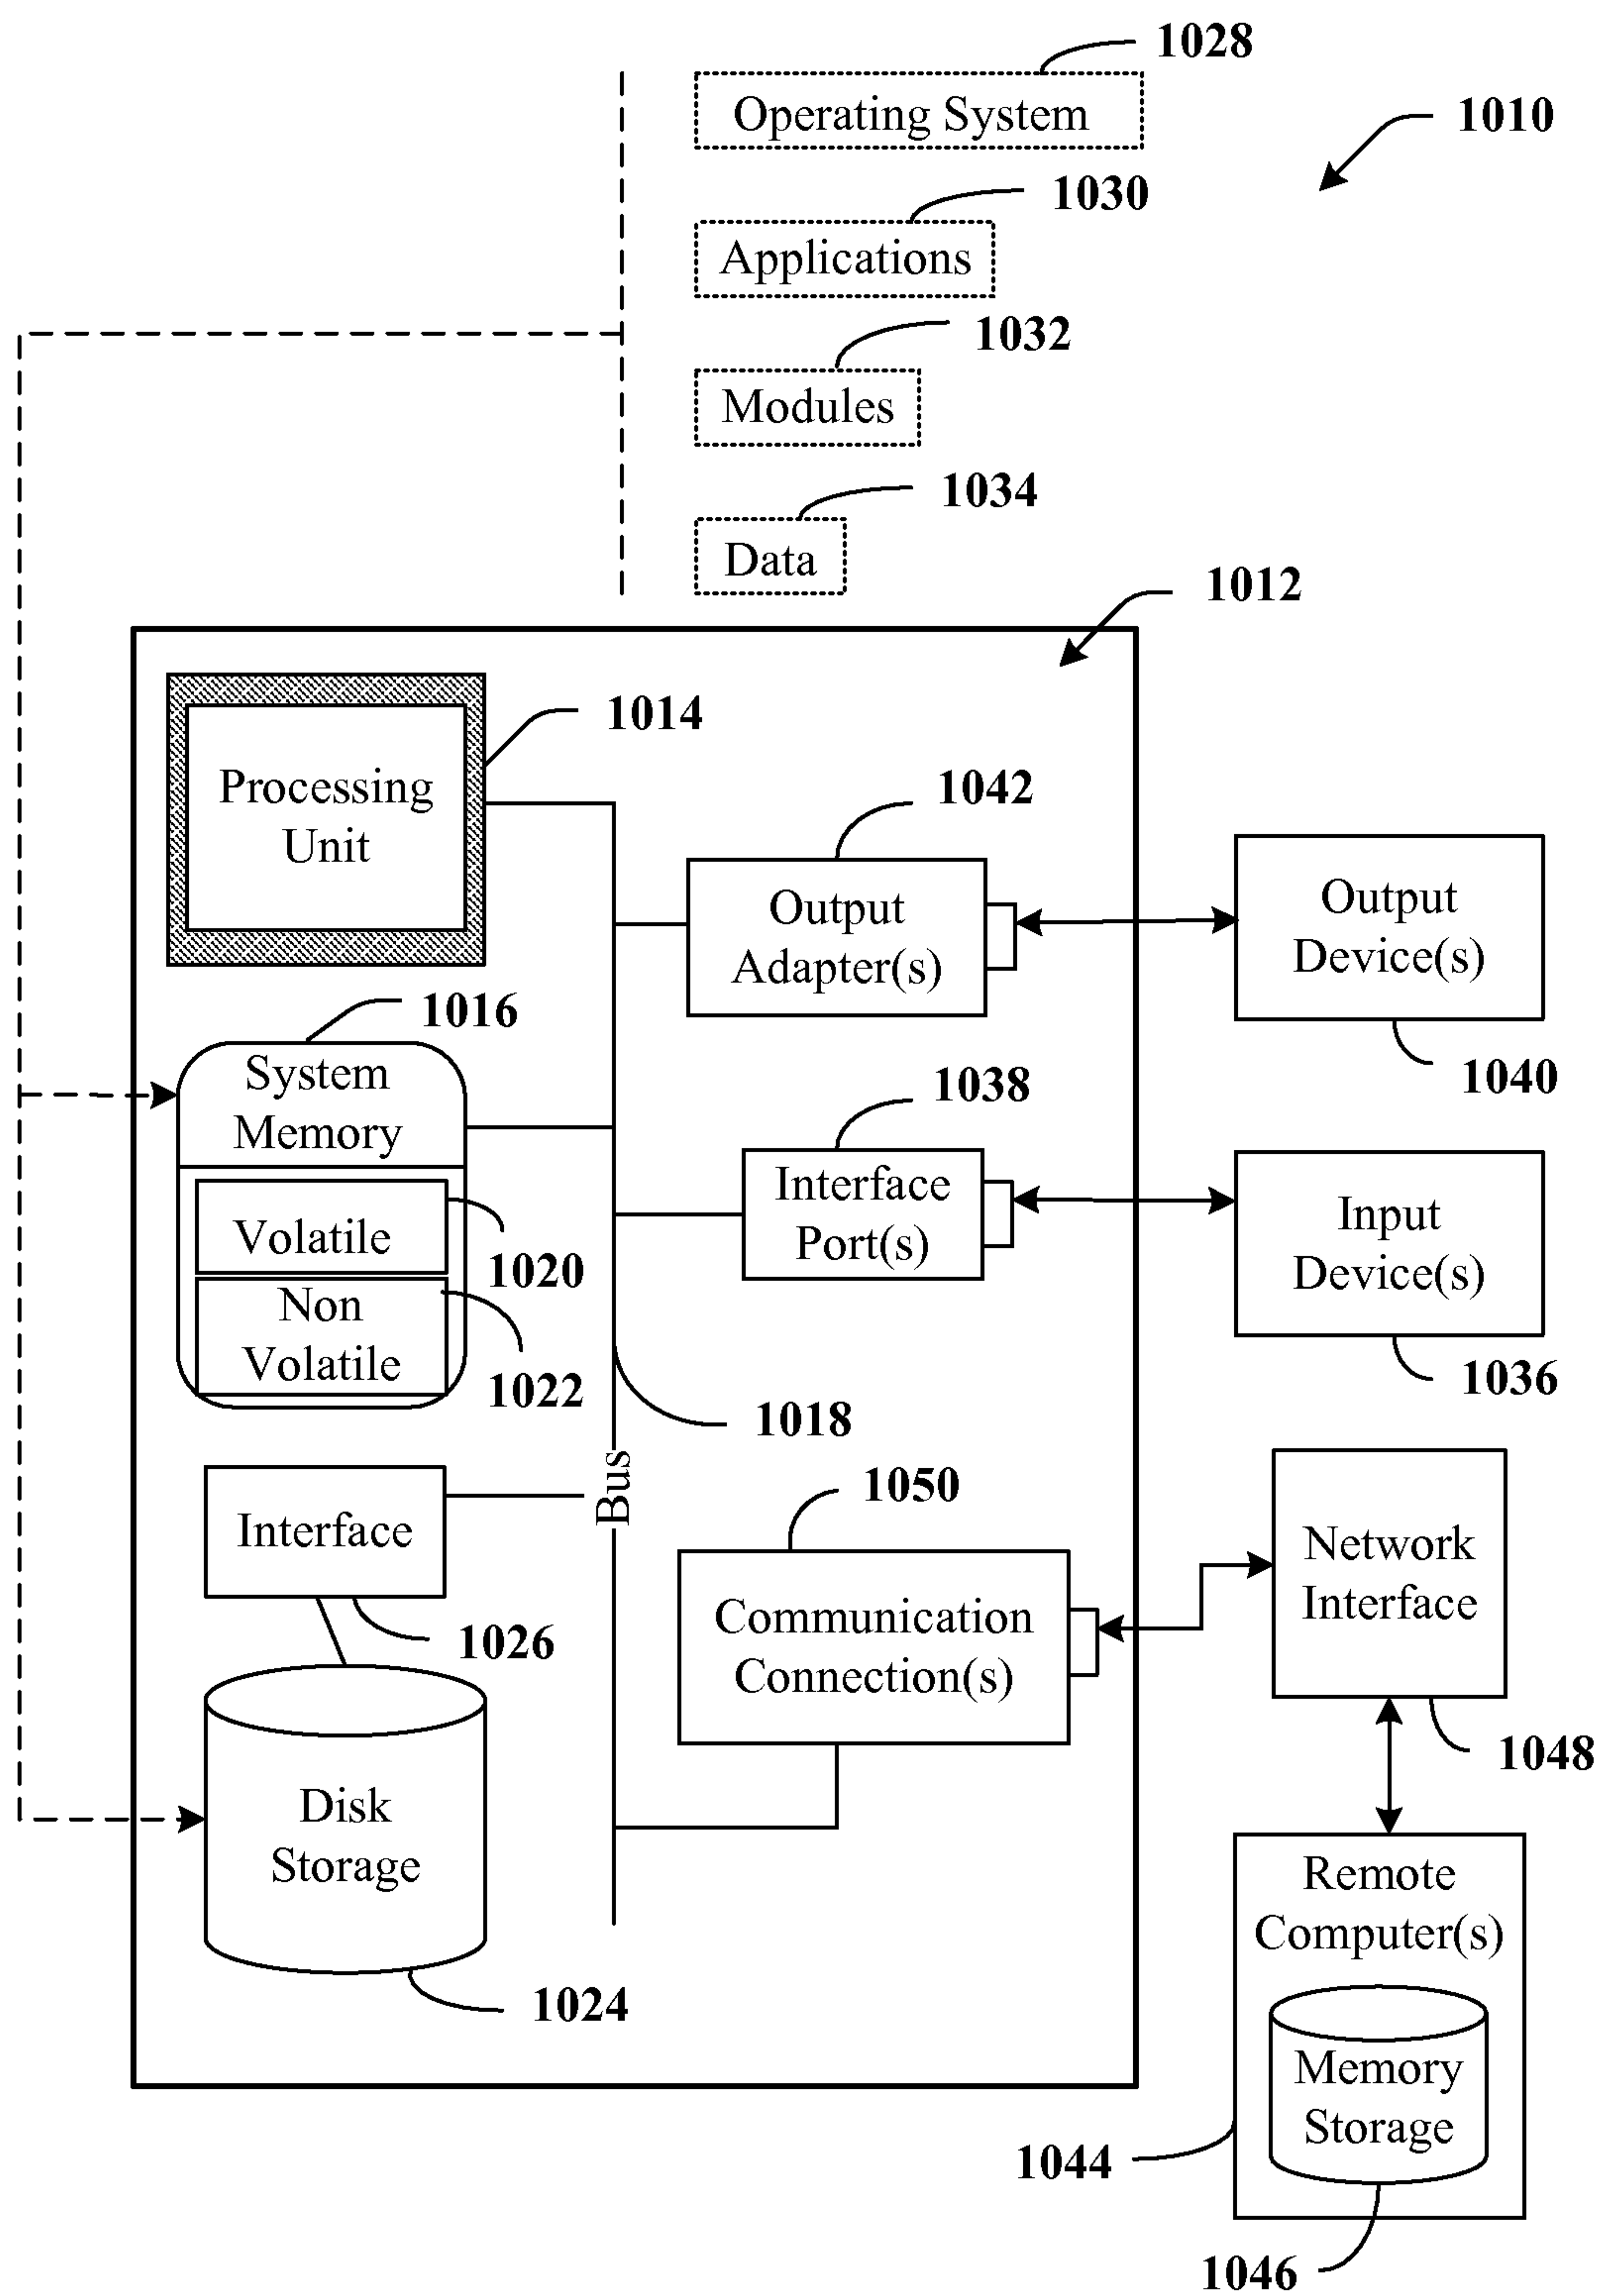 1028
Operating System
1010
1030
Applications
1032
Modules
1034
Data
1012
1014
Processing
Unit
1042
Output
Adapter(s)
Output
Device(s)
1040
1016
System
Memory
1038
Interface
Port(s)
Input
Device(s)
1036
Volatile
1020
Non
Volatile
1022
1018
Bus
1050
Interface
1026
Communication
Connection(s)
Network
Interface
1048
Disk
Storage
1024
Remote
Computer(s)
Memory
Storage
1044
1046